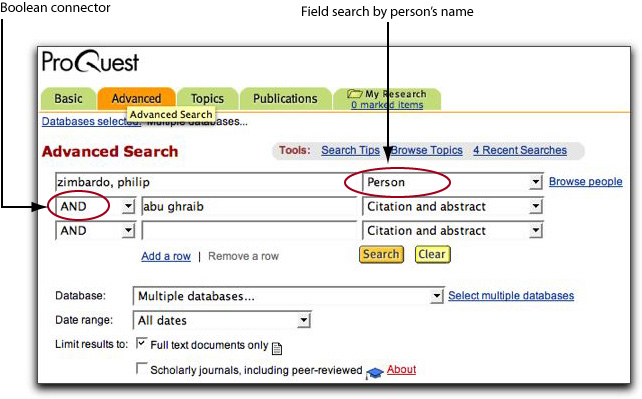 Boolean connector
Field search by person's name
ProQuest
Basic Advanced Topics Publications My Research
0 marked items
Advanced Search
Databases selected: Multiple databases...
Advanced Search Tools: Search Tips Browse Topics 4 Recent Searches
zimbardo, philip Person Browse people
AND abu ghraib Citation and abstract
AND Citation and abstract
Add a row | Remove a row Search Clear
Database: Multiple databases... Select multiple databases
Date range: All dates
Limit results to: Full text documents only
Scholarly journals, including peer-reviewed About